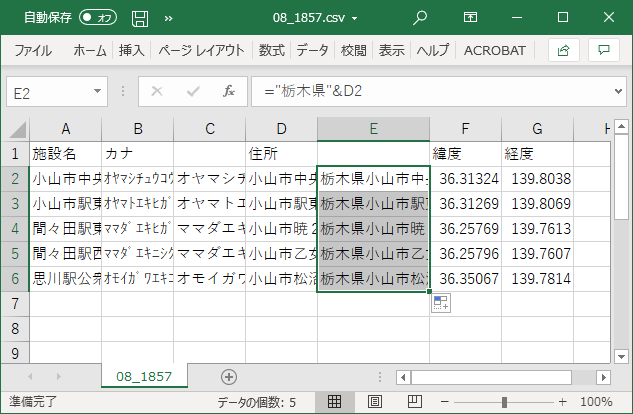 自動保存 オフ 08_1857.csv
ファイル ホーム 挿入 ページ レイアウト 数式 データ 校閲 表示 ヘルプ ACROBAT
E2 fx ="栃木県"&D2
A B C D E F G H
1 施設名 カナ 住所 緯度 経度
2 小山市中央 オヤマシチュウコウ オヤマシチ 小山市中央 栃木県小山市中央 36.31324 139.8038
3 小山市駅東 オヤマトエキヒガ オヤマトエ 小山市駅東 栃木県小山市駅東 36.31269 139.8069
4 間々田駅東 ママダエキヒガ ママダエキ 小山市暁2 栃木県小山市暁 36.25769 139.7613
5 間々田駅西 ママダエキニシク ママダエキ 小山市乙女 栃木県小山市乙女 36.25796 139.7607
6 思川駅公衆 オモイガワエキコ オモイガワ 小山市松沼 栃木県小山市松沼 36.35067 139.7814
7
8
9
08_1857
準備完了 データの個数: 5 100%